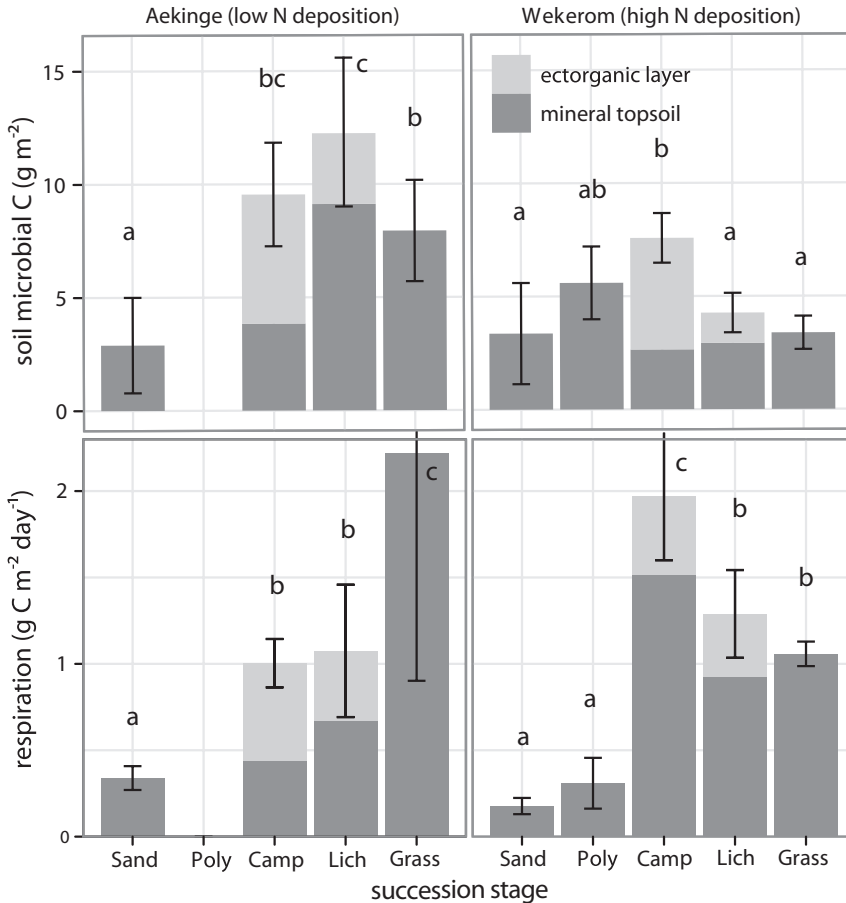 Aekinge (low N deposition)
Wekerom (high N deposition)
soil microbial C (g m⁻²)
15
10
5
0
a
bc
c
b
ectorganic layer
mineral topsoil
a
ab
b
a
a
respiration (g C m⁻² day⁻¹)
2
1
0
a
b
b
c
a
a
c
b
b
Sand Poly Camp Lich Grass
Sand Poly Camp Lich Grass
succession stage